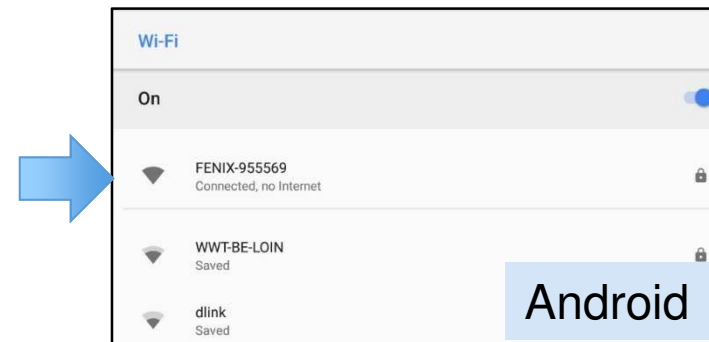 Wi-Fi
On
FENIX-955569
Connected, no Internet
WWT-BE-LOIN
Saved
dlink
Saved
Android